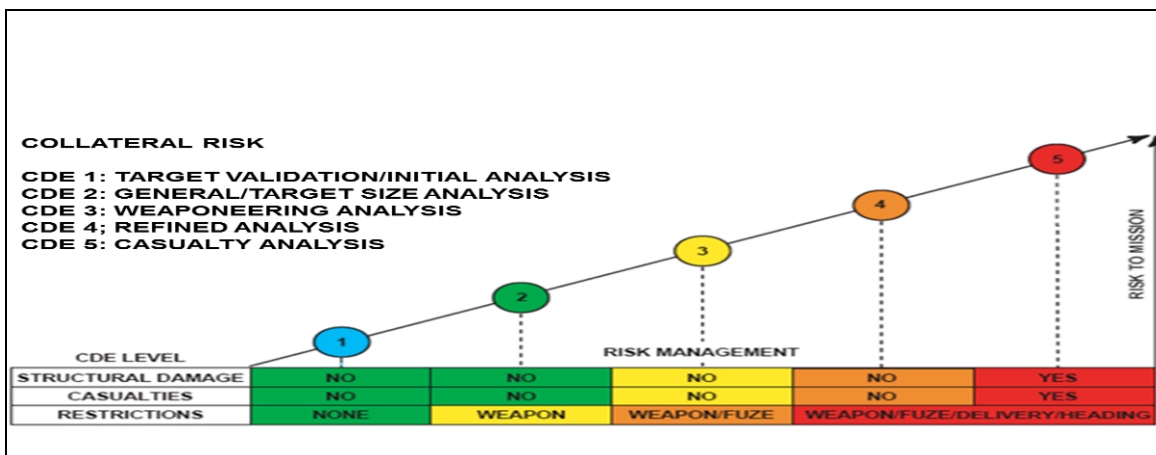 COLLATERAL RISK
CDE 1: TARGET VALIDATION/INITIAL ANALYSIS
CDE 2: GENERAL/TARGET SIZE ANALYSIS
CDE 3: WEAPONEERING ANALYSIS
CDE 4; REFINED ANALYSIS
CDE 5: CASUALTY ANALYSIS
1
2
3
4
5
RISK TO MISSION
CDE LEVEL
RISK MANAGEMENT
STRUCTURAL DAMAGE NO NO NO NO YES
CASUALTIES NO NO NO NO YES
RESTRICTIONS NONE WEAPON WEAPON/FUZE WEAPON/FUZE/DELIVERY/HEADING